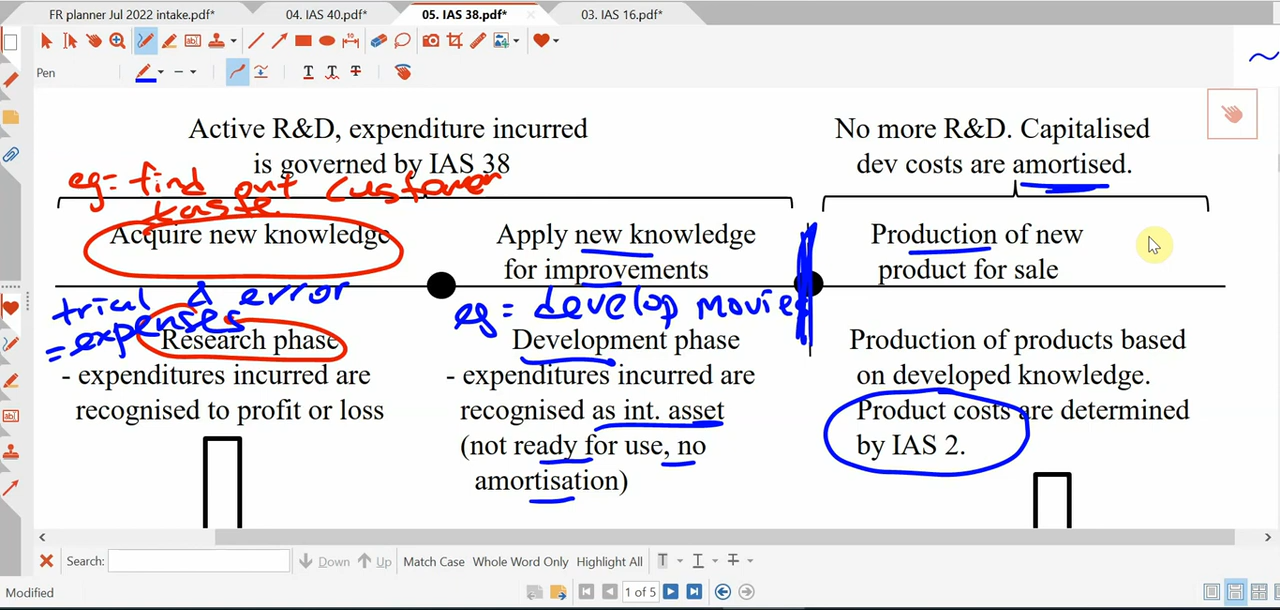 FR planner Jul 2022 intake.pdf*
04. IAS 40.pdf*
05. IAS 38.pdf*
03. IAS 16.pdf*
Pen
Active R&D, expenditure incurred
is governed by IAS 38
No more R&D. Capitalised
dev costs are amortised.
eg = find out customer
taste
Acquire new knowledge
Apply new knowledge
for improvements
Production of new
product for sale
trial & error
= expenses
eg = develop movie
Research phase
- expenditures incurred are
recognised to profit or loss
Development phase
- expenditures incurred are
recognised as int. asset
(not ready for use, no
amortisation)
Production of products based
on developed knowledge.
Product costs are determined
by IAS 2.
Search:
Down
Up
Match Case
Whole Word Only
Highlight All
Modified
1 of 5